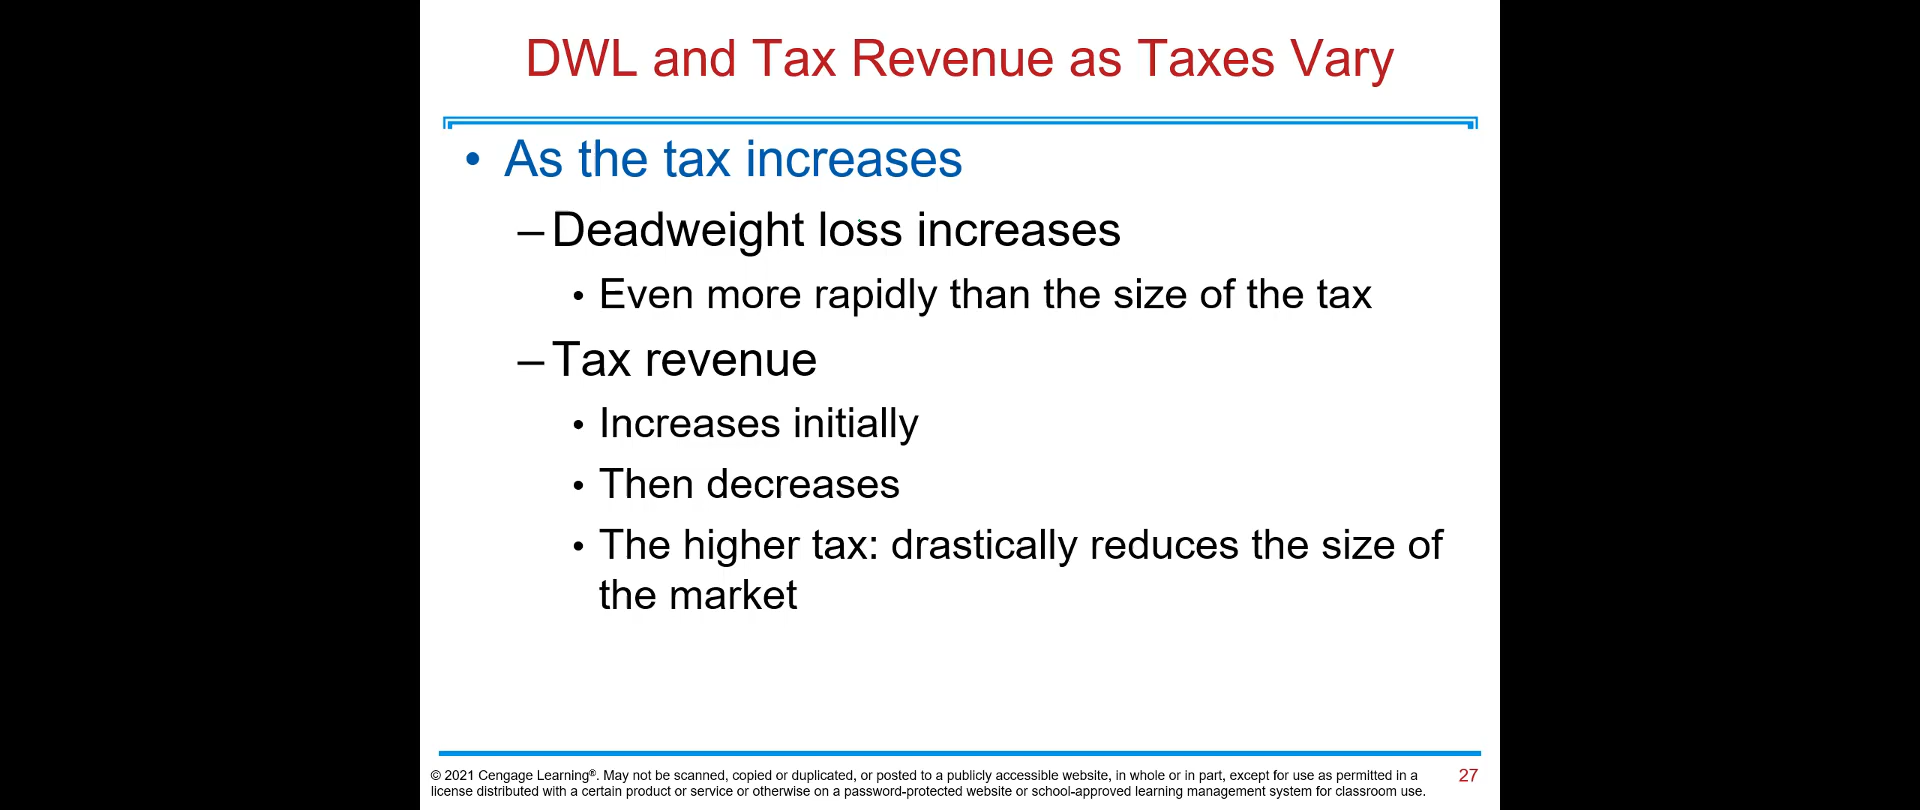 DWL and Tax Revenue as Taxes Vary
• As the tax increases
– Deadweight loss increases
• Even more rapidly than the size of the tax
– Tax revenue
• Increases initially
• Then decreases
• The higher tax: drastically reduces the size of
the market
© 2021 Cengage Learning®. May not be scanned, copied or duplicated, or posted to a publicly accessible website, in whole or in part, except for use as permitted in a
license distributed with a certain product or service or otherwise on a password-protected website or school-approved learning management system for classroom use.
27